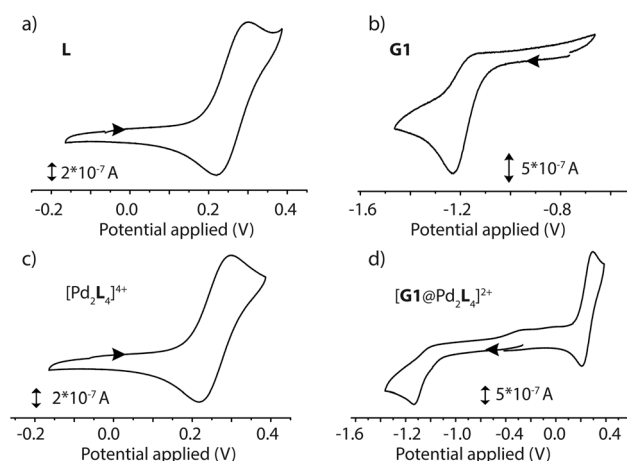 a)
L
2*10-7 A
-0.2 0.0 0.2 0.4
Potential applied (V)
b)
G1
5*10-7 A
-1.6 -1.2 -0.8
Potential applied (V)
c)
[Pd2L4]4+
2*10-7 A
-0.2 0.0 0.2 0.4
Potential applied (V)
d)
[G1@Pd2L4]2+
5*10-7 A
-1.6 -1.0 -0.4 0.0 0.4
Potential applied (V)